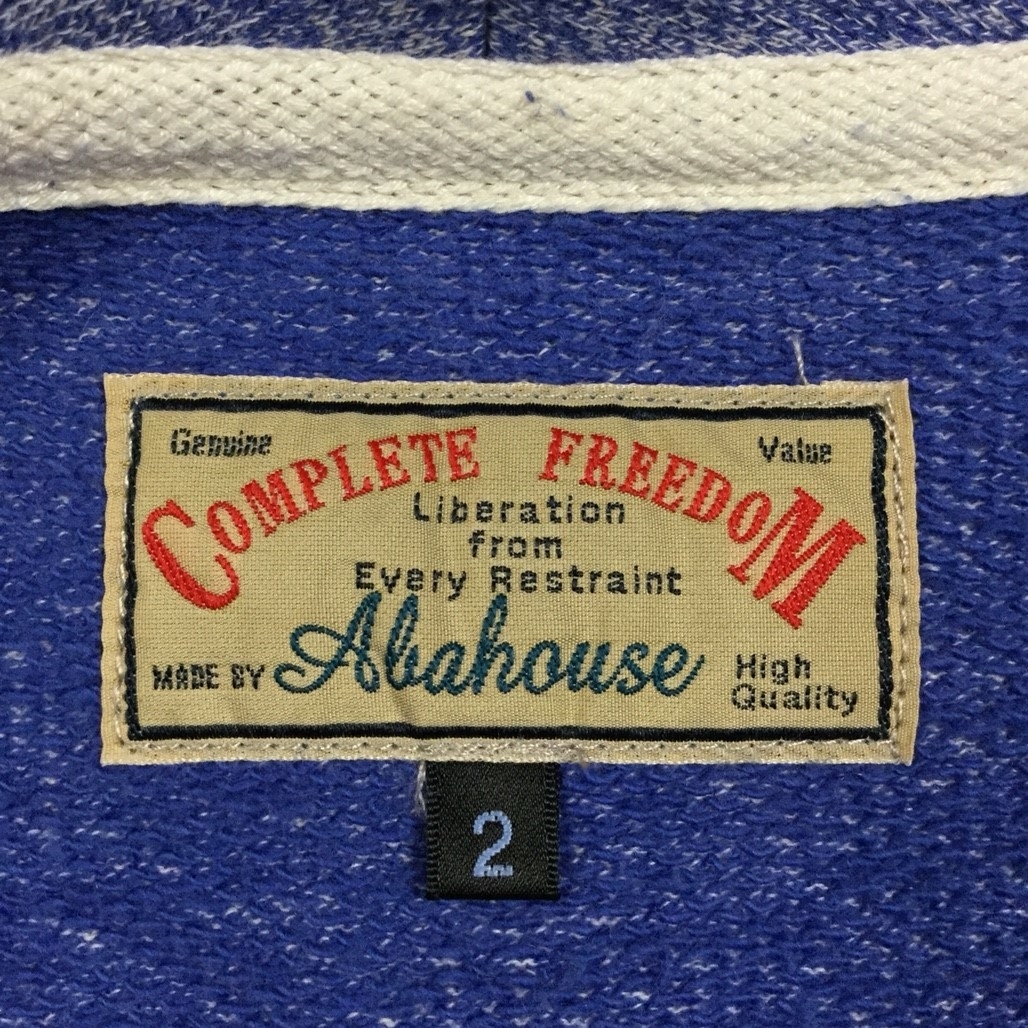 Genuine Value
COMPLETE FREEDOM
Liberation
from
Every Restraint
MADE BY Abahouse High
Quality
2